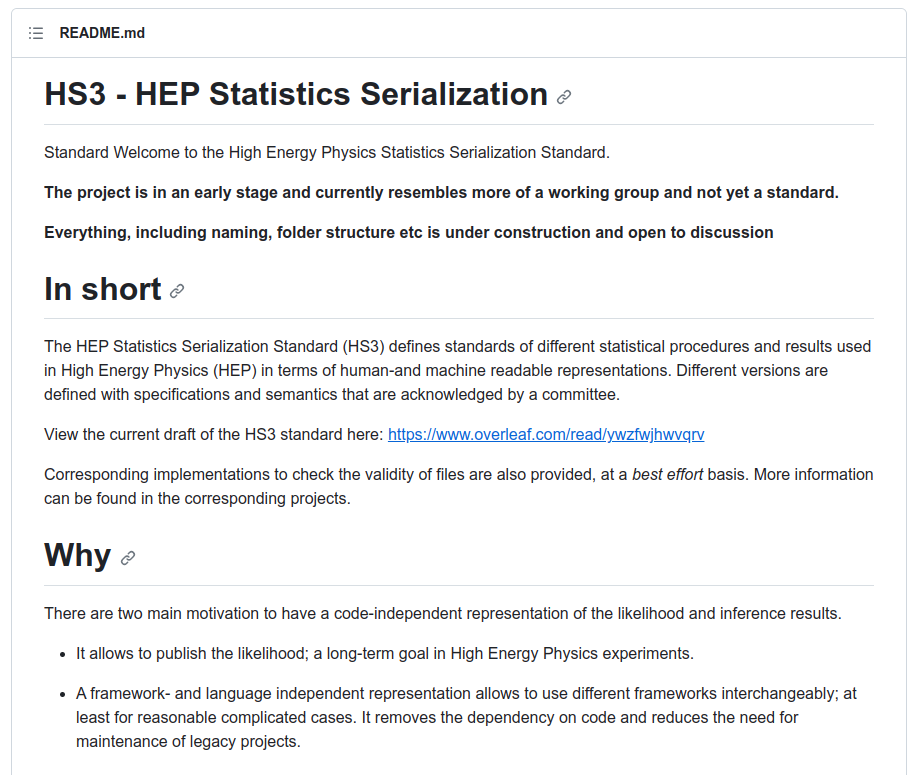 README.md
HS3 - HEP Statistics Serialization
Standard Welcome to the High Energy Physics Statistics Serialization Standard.
The project is in an early stage and currently resembles more of a working group and not yet a standard.
Everything, including naming, folder structure etc is under construction and open to discussion
In short
The HEP Statistics Serialization Standard (HS3) defines standards of different statistical procedures and results used
in High Energy Physics (HEP) in terms of human-and machine readable representations. Different versions are
defined with specifications and semantics that are acknowledged by a committee.
View the current draft of the HS3 standard here: https://www.overleaf.com/read/ywzfwjhwvqrv
Corresponding implementations to check the validity of files are also provided, at a best effort basis. More information
can be found in the corresponding projects.
Why
There are two main motivation to have a code-independent representation of the likelihood and inference results.
• It allows to publish the likelihood; a long-term goal in High Energy Physics experiments.
• A framework- and language independent representation allows to use different frameworks interchangeably; at
least for reasonable complicated cases. It removes the dependency on code and reduces the need for
maintenance of legacy projects.